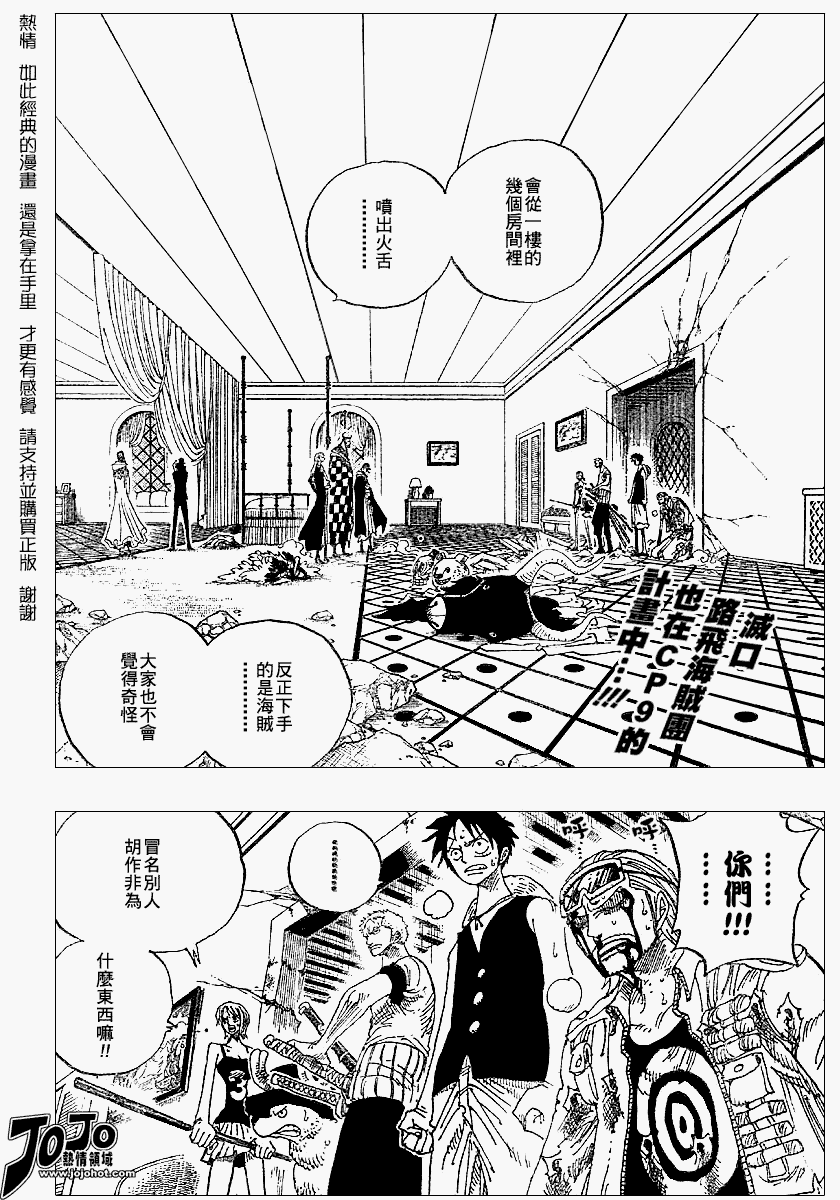 熱情　如此經典的漫畫　還是拿在手里　才更有感覺　請支持並購買正版　謝謝
會從一樓的
幾個房間裡
噴出火舌
……………
滅口
路飛海賊團
也在CP9的
計畫中…!!!
反正下手
的是海賊
……………
大家也不會
覺得奇怪
……
你們!!!
……
呼
呼
……………
冒名別人
胡作非為
什麼東西嘛!!
JOJO
熱情領域
www.jojohot.com